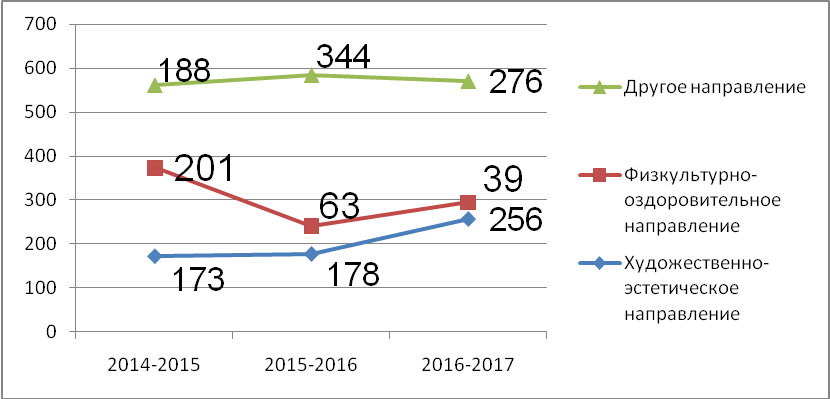 700
600
500
400
300
200
100
0
188
344
276
201
63
39
173
178
256
2014-2015
2015-2016
2016-2017
Другое направление
Физкультурно-
оздоровительное
направление
Художественно-
эстетическое
направление